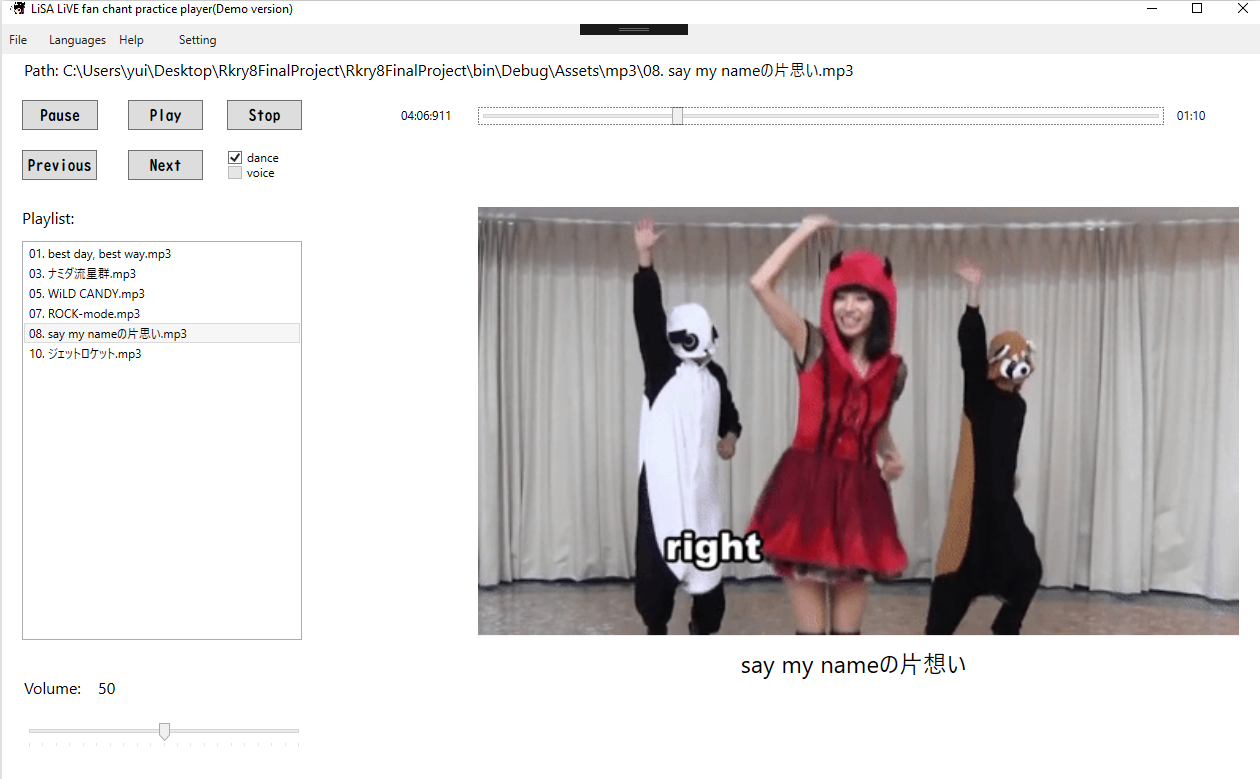 LiSA LiVE fan chant practice player(Demo version)
File Languages Help Setting
Path: C:\Users\yui\Desktop\Rkry8FinalProject\Rkry8FinalProject\bin\Debug\Assets\mp3\08. say my nameの片思い.mp3
Pause Play Stop
04:06:911 01:10
Previous Next
dance
voice
Playlist:
01. best day, best way.mp3
03. ナミダ流星群.mp3
05. WiLD CANDY.mp3
07. ROCK-mode.mp3
08. say my nameの片思い.mp3
10. ジェットロケット.mp3
right
say my nameの片想い
Volume: 50